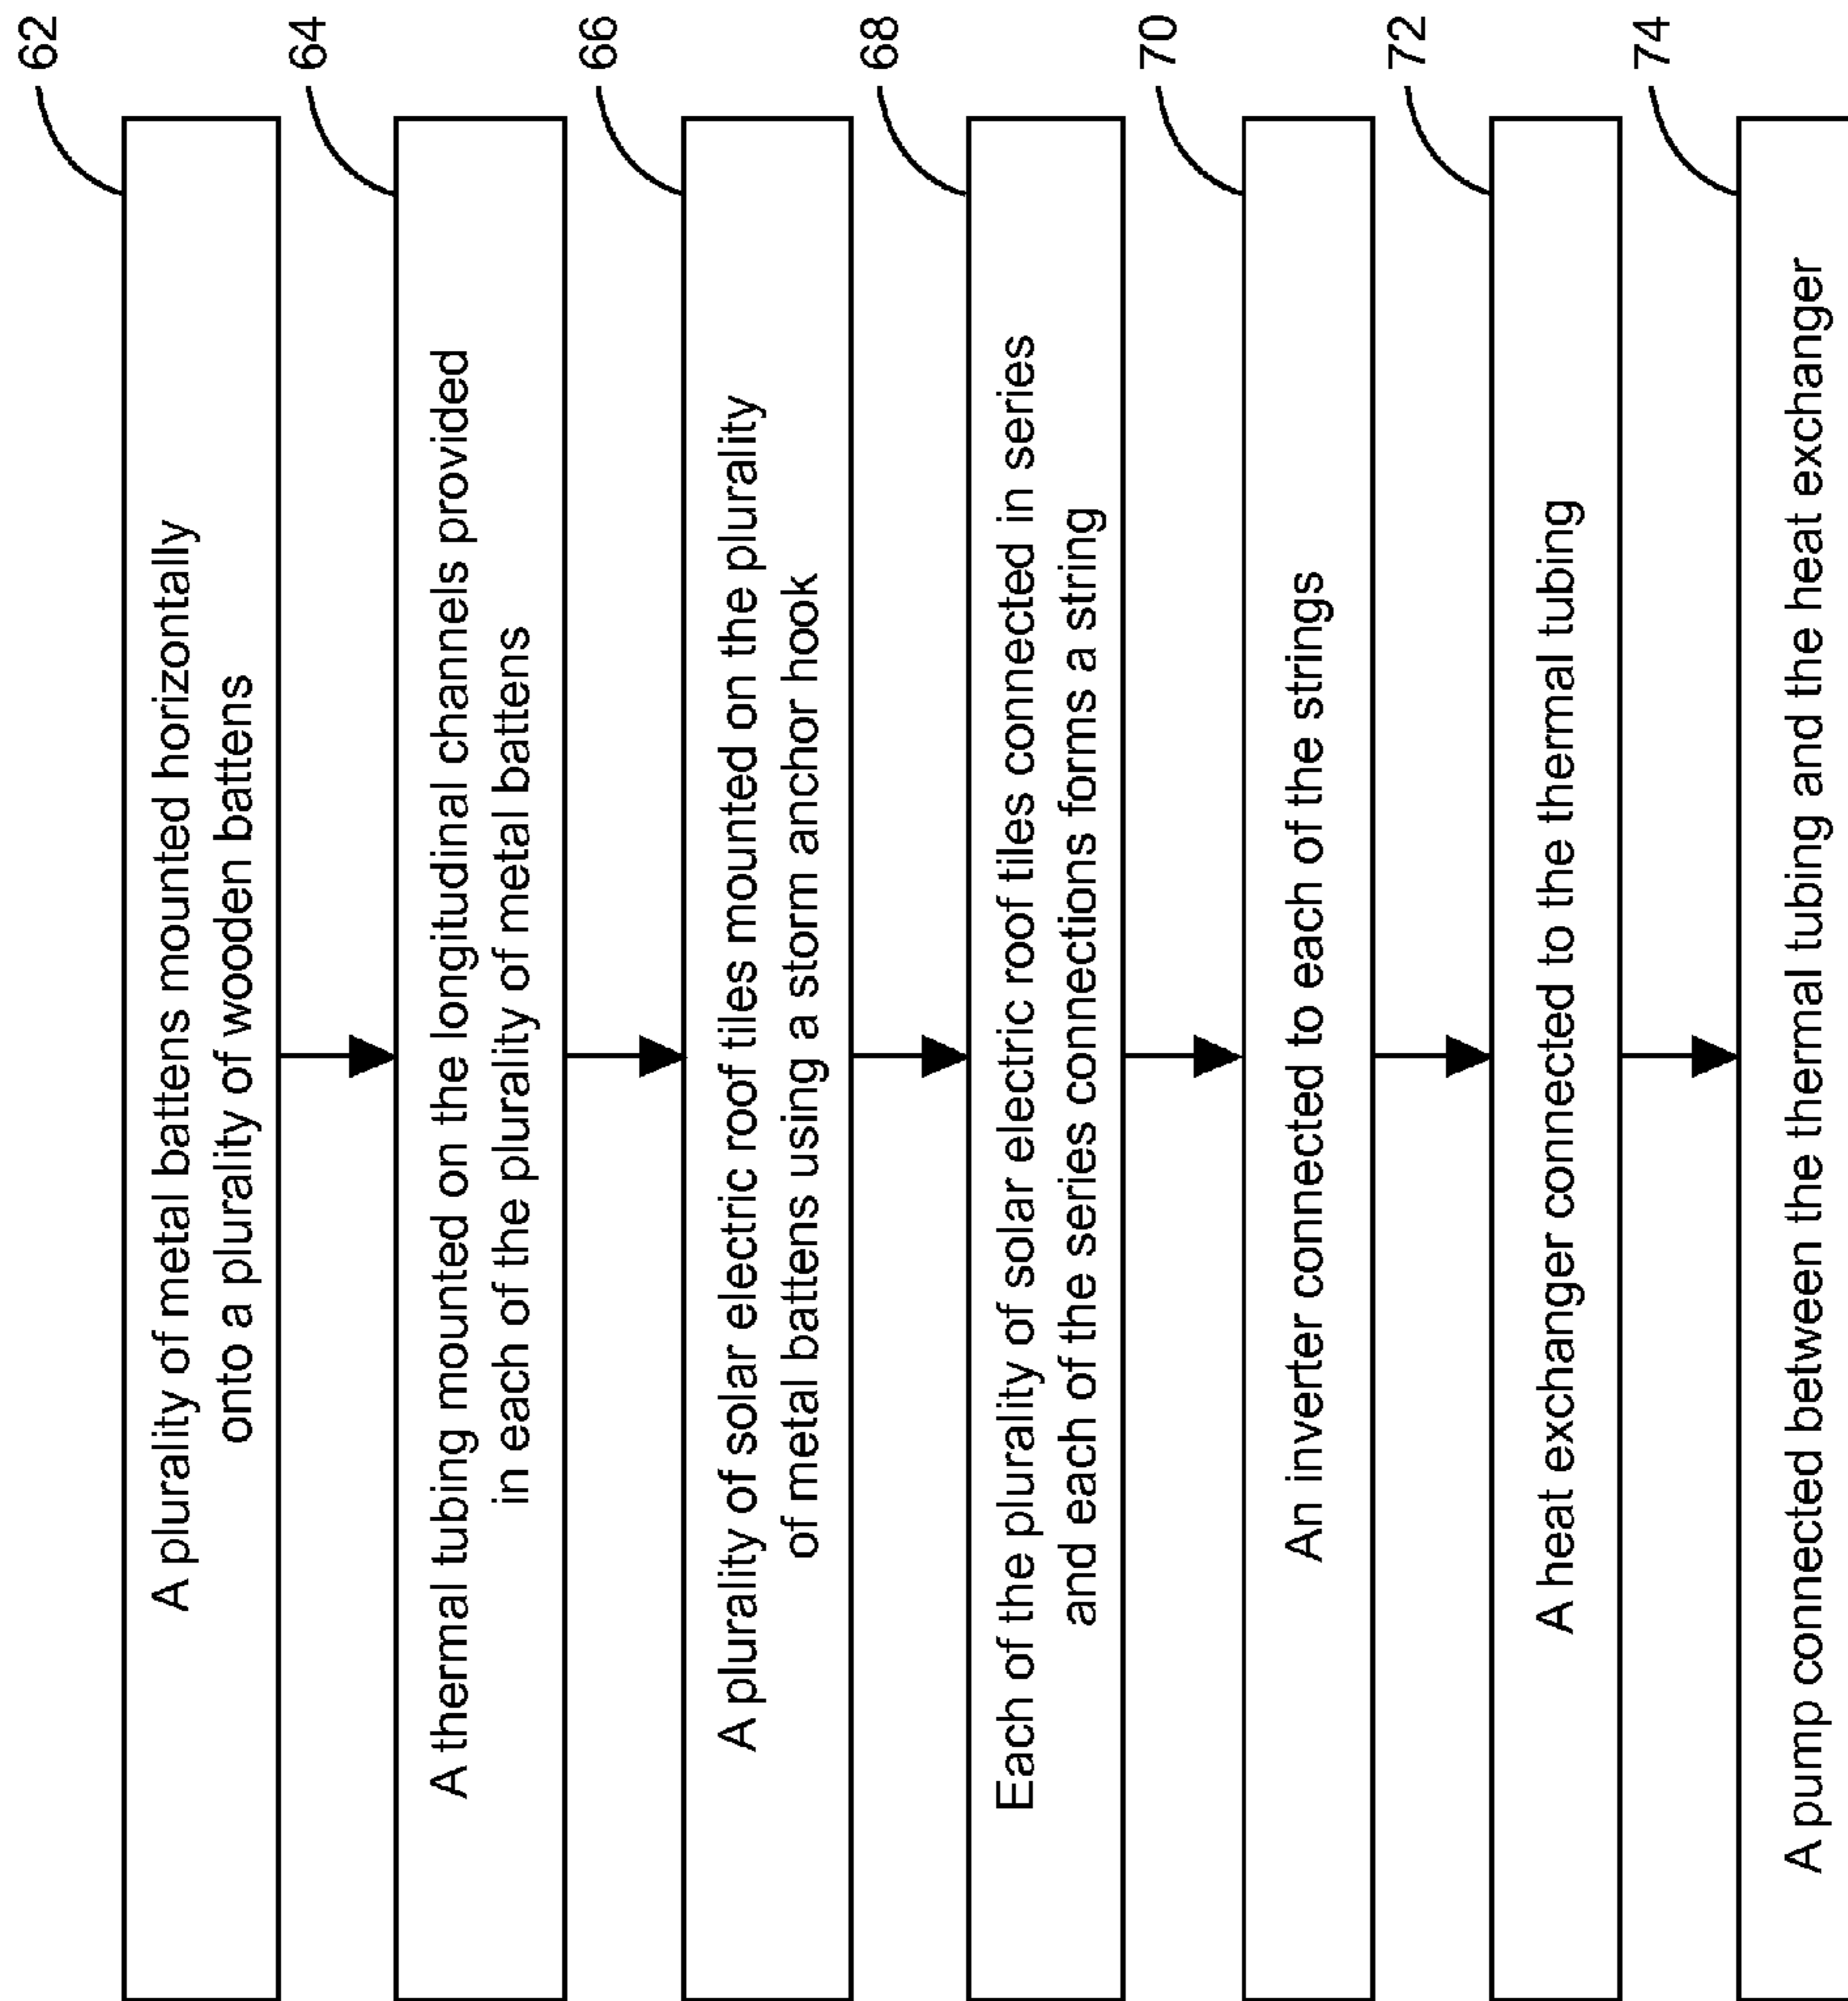 62
A plurality of metal battens mounted horizontally
onto a plurality of wooden battens
64
A thermal tubing mounted on the longitudinal channels provided
in each of the plurality of metal battens
66
A plurality of solar electric roof tiles mounted on the plurality
of metal battens using a storm anchor hook
68
Each of the plurality of solar electric roof tiles connected in series
and each of the series connections forms a string
70
An inverter connected to each of the strings
72
A heat exchanger connected to the thermal tubing
74
A pump connected between the thermal tubing and the heat exchanger